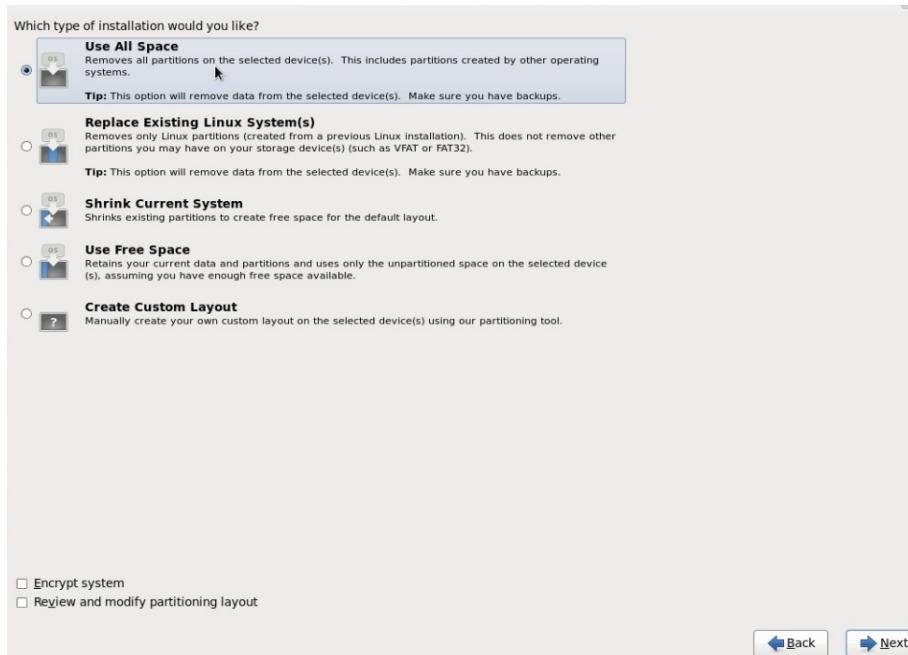 Which type of installation would you like?
Use All Space
Removes all partitions on the selected device(s). This includes partitions created by other operating
systems.
Tip: This option will remove data from the selected device(s). Make sure you have backups.
Replace Existing Linux System(s)
Removes only Linux partitions (created from a previous Linux installation). This does not remove other
partitions you may have on your storage device(s) (such as VFAT or FAT32).
Tip: This option will remove data from the selected device(s). Make sure you have backups.
Shrink Current System
Shrinks existing partitions to create free space for the default layout.
Use Free Space
Retains your current data and partitions and uses only the unpartitioned space on the selected device
(s), assuming you have enough free space available.
Create Custom Layout
Manually create your own custom layout on the selected device(s) using our partitioning tool.
Encrypt system
Review and modify partitioning layout
Back
Next